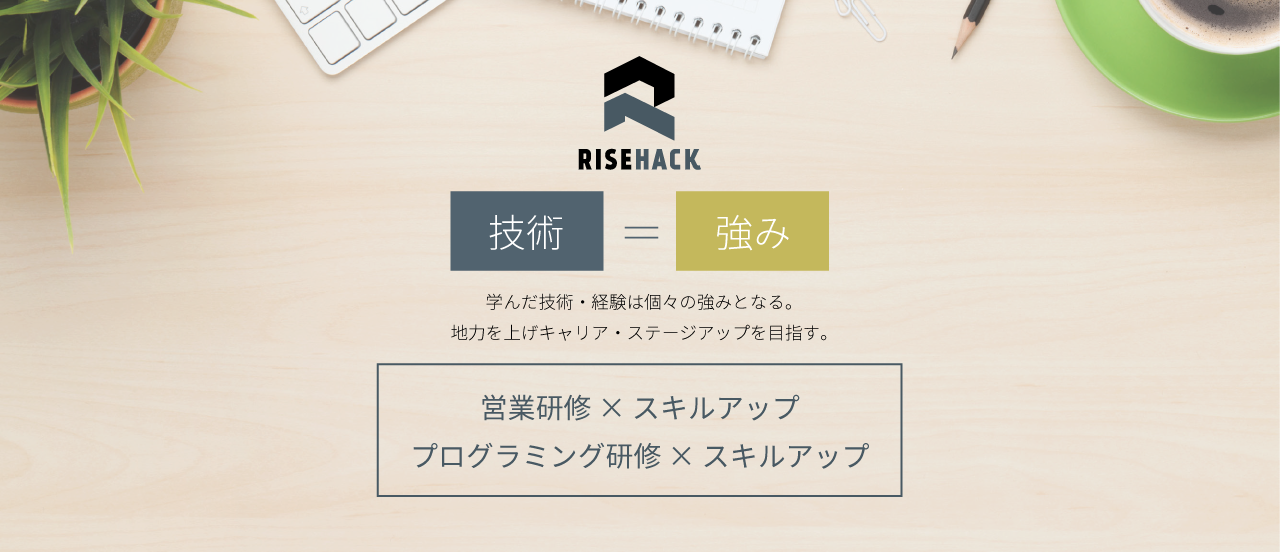 RISEHACK
技術 = 強み
学んだ技術・経験は個々の強みとなる。
地力を上げキャリア・ステージアップを目指す。
営業研修 × スキルアップ
プログラミング研修 × スキルアップ